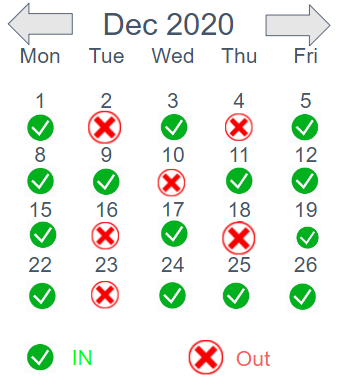 Dec 2020
Mon Tue Wed Thu Fri
1 2 3 4 5
8 9 10 11 12
15 16 17 18 19
22 23 24 25 26
IN Out